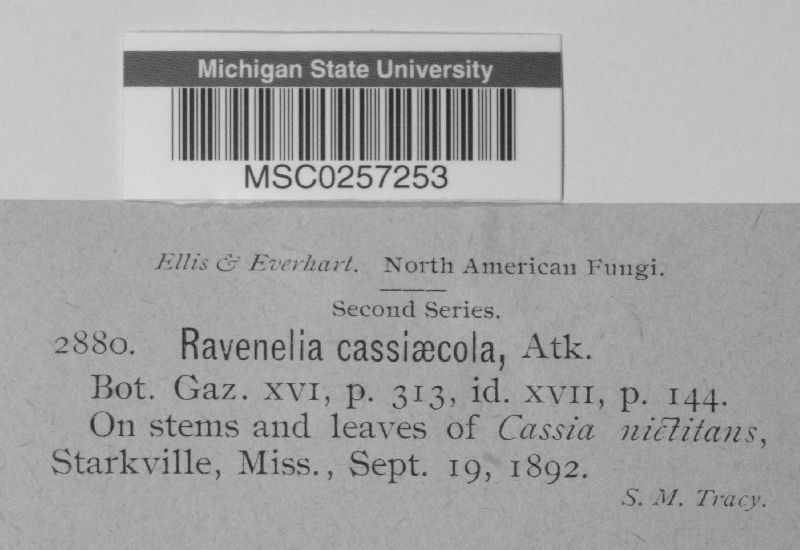 Michigan State University
MSC0257253
Ellis & Everhart. North American Fungi.
Second Series.
2880. Ravenelia cassiæcola, Atk.
Bot. Gaz. XVI, p. 313, id. XVII, p. 144.
On stems and leaves of Cassia nictitans,
Starkville, Miss., Sept. 19, 1892.
S. M. Tracy.